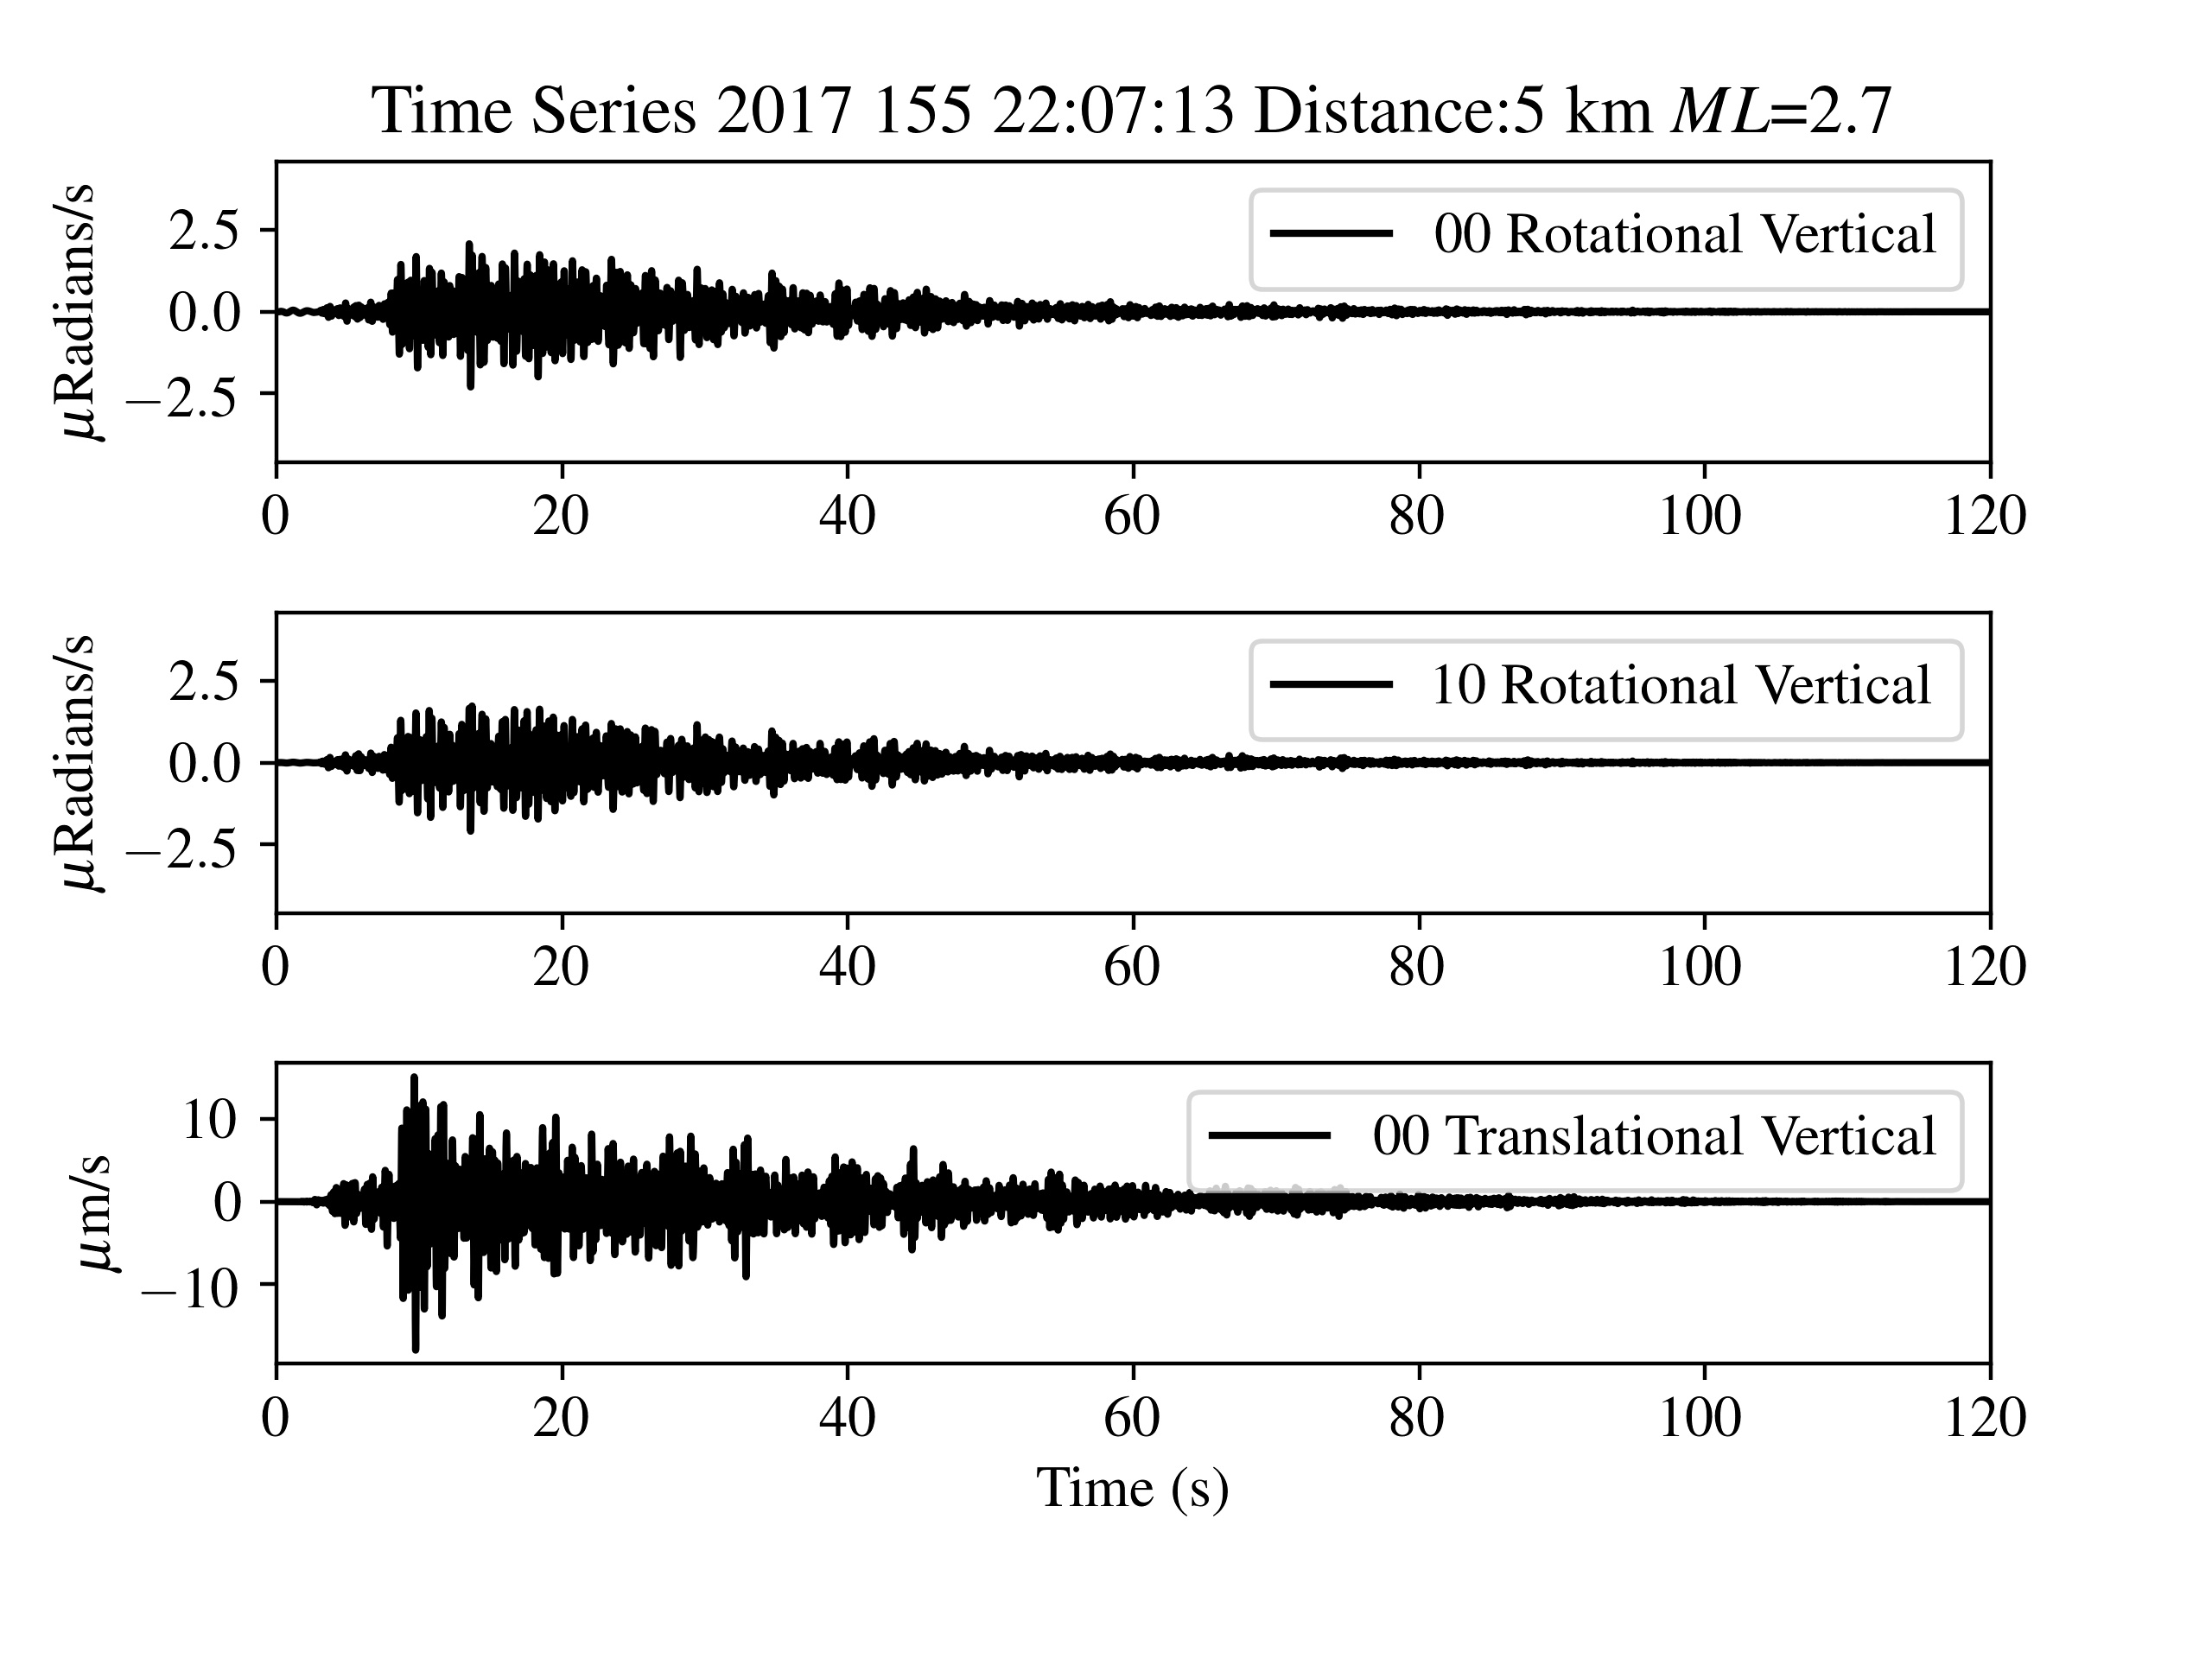 Time Series 2017 155 22:07:13 Distance:5 km ML=2.7
µRadians/s
2.5
0.0
−2.5
00 Rotational Vertical
0 20 40 60 80 100 120
µRadians/s
2.5
0.0
−2.5
10 Rotational Vertical
0 20 40 60 80 100 120
µm/s
10
0
−10
00 Translational Vertical
0 20 40 60 80 100 120
Time (s)